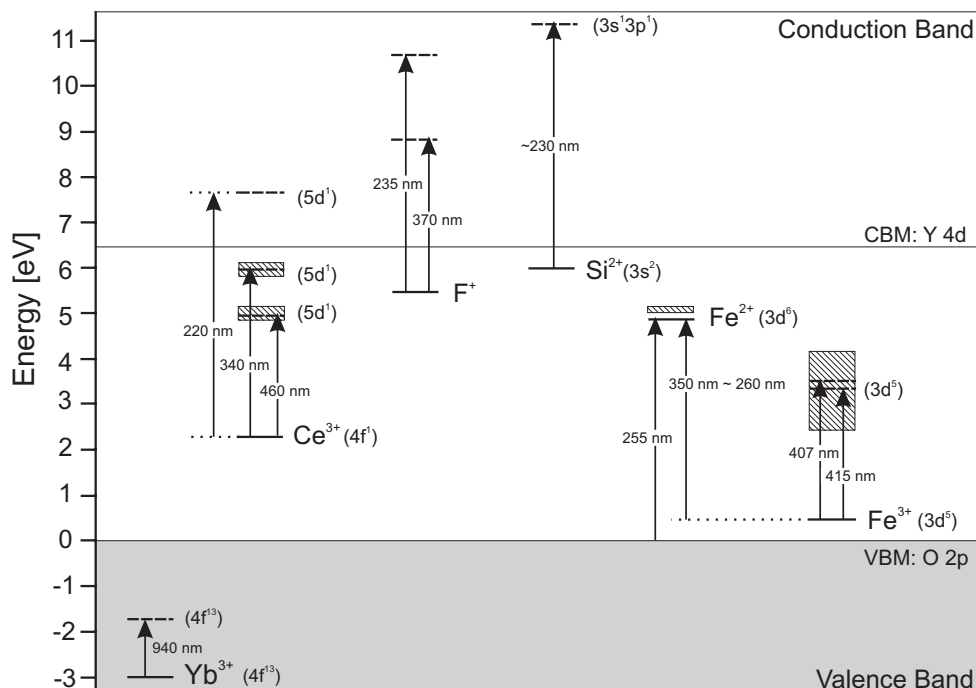 Energy [eV]
11
10
9
8
7
6
5
4
3
2
1
0
-1
-2
-3
Conduction Band
CBM: Y 4d
VBM: O 2p
Valence Band
(5d¹)
(5d¹)
(5d¹)
220 nm
340 nm
460 nm
Ce³⁺ (4f¹)
235 nm
370 nm
F⁺
(3s¹3p¹)
~230 nm
Si²⁺ (3s²)
Fe²⁺ (3d⁶)
350 nm ~ 260 nm
255 nm
(3d⁵)
407 nm
415 nm
Fe³⁺ (3d⁵)
(4f¹³)
940 nm
Yb³⁺ (4f¹³)